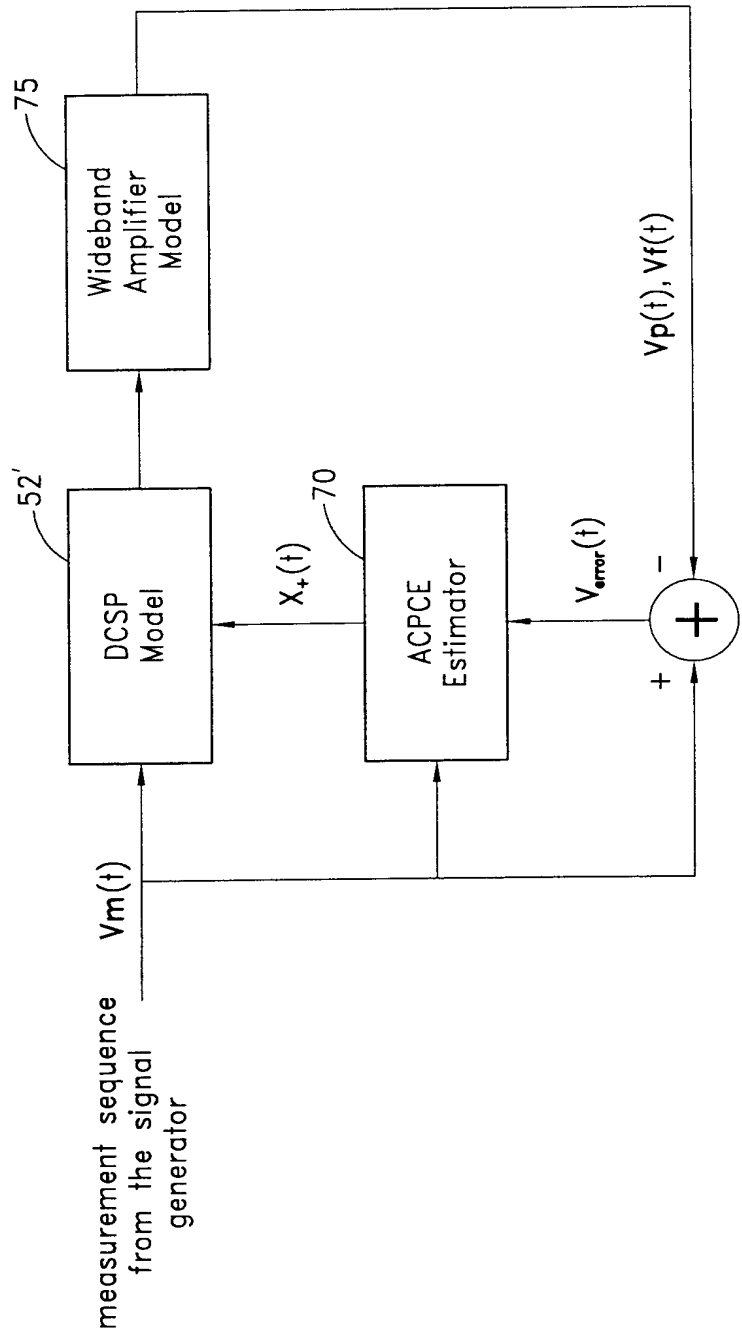 measurement sequence
from the signal
generator
Vm(t)
52'
DCSP
Model
75
Wideband
Amplifier
Model
X+(t)
70
ACPCE
Estimator
Verror(t)
+
-
+
Vp(t), Vf(t)